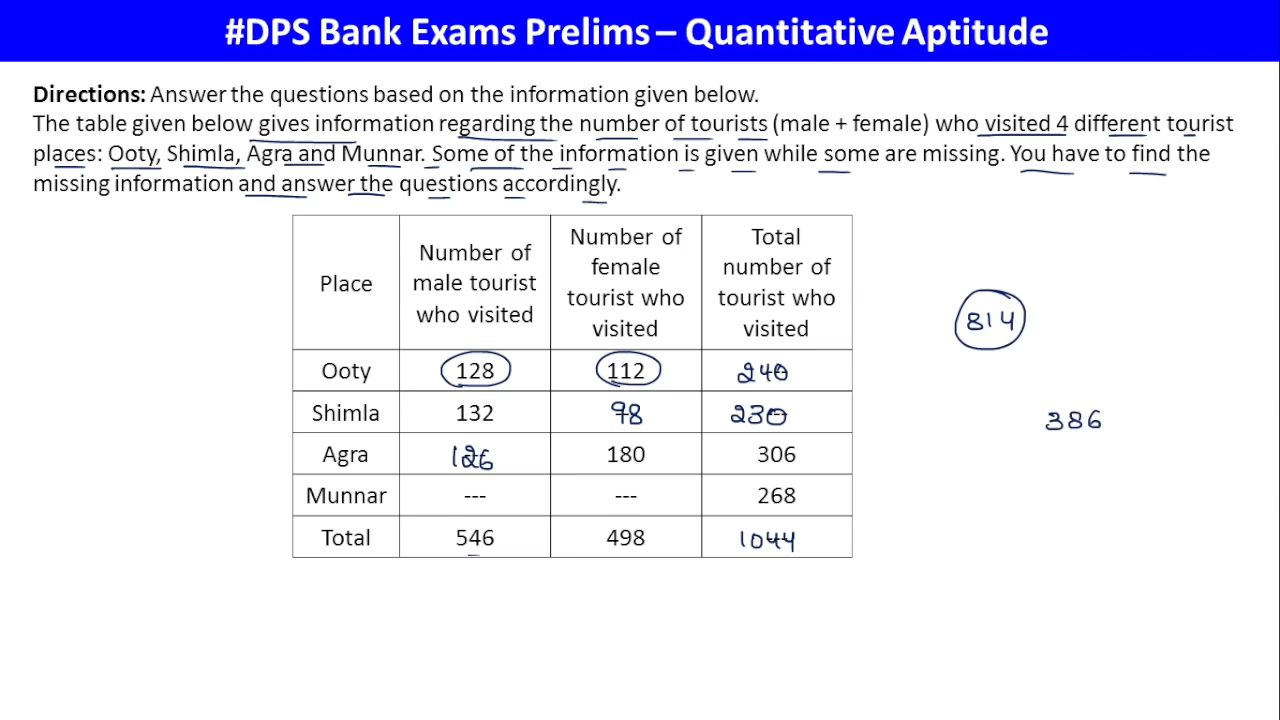 #DPS Bank Exams Prelims – Quantitative Aptitude
Directions: Answer the questions based on the information given below.
The table given below gives information regarding the number of tourists (male + female) who visited 4 different tourist
places: Ooty, Shimla, Agra and Munnar. Some of the information is given while some are missing. You have to find the
missing information and answer the questions accordingly.
Place
Number of
male tourist
who visited
Number of
female
tourist who
visited
Total
number of
tourist who
visited
814
Ooty 128 112 240
Shimla 132 98 230
386
Agra 126 180 306
Munnar --- --- 268
Total 546 498 1044